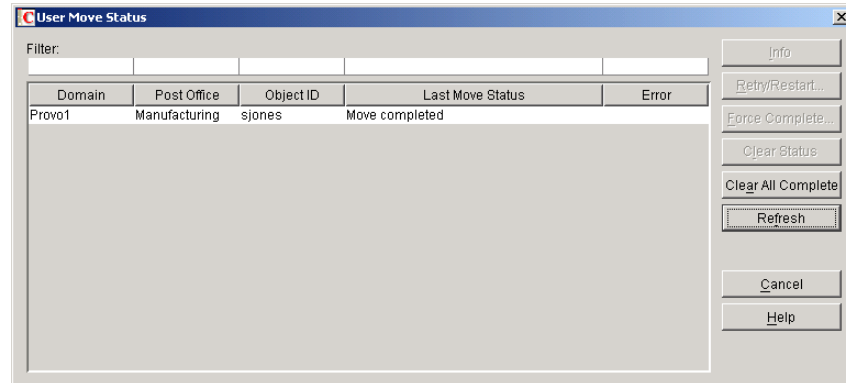 User Move Status
Filter:
Info
Retry/Restart...
Force Complete...
Clear Status
Clear All Complete
Refresh
Cancel
Help
Domain Post Office Object ID Last Move Status Error
Provo1 Manufacturing sjones Move completed